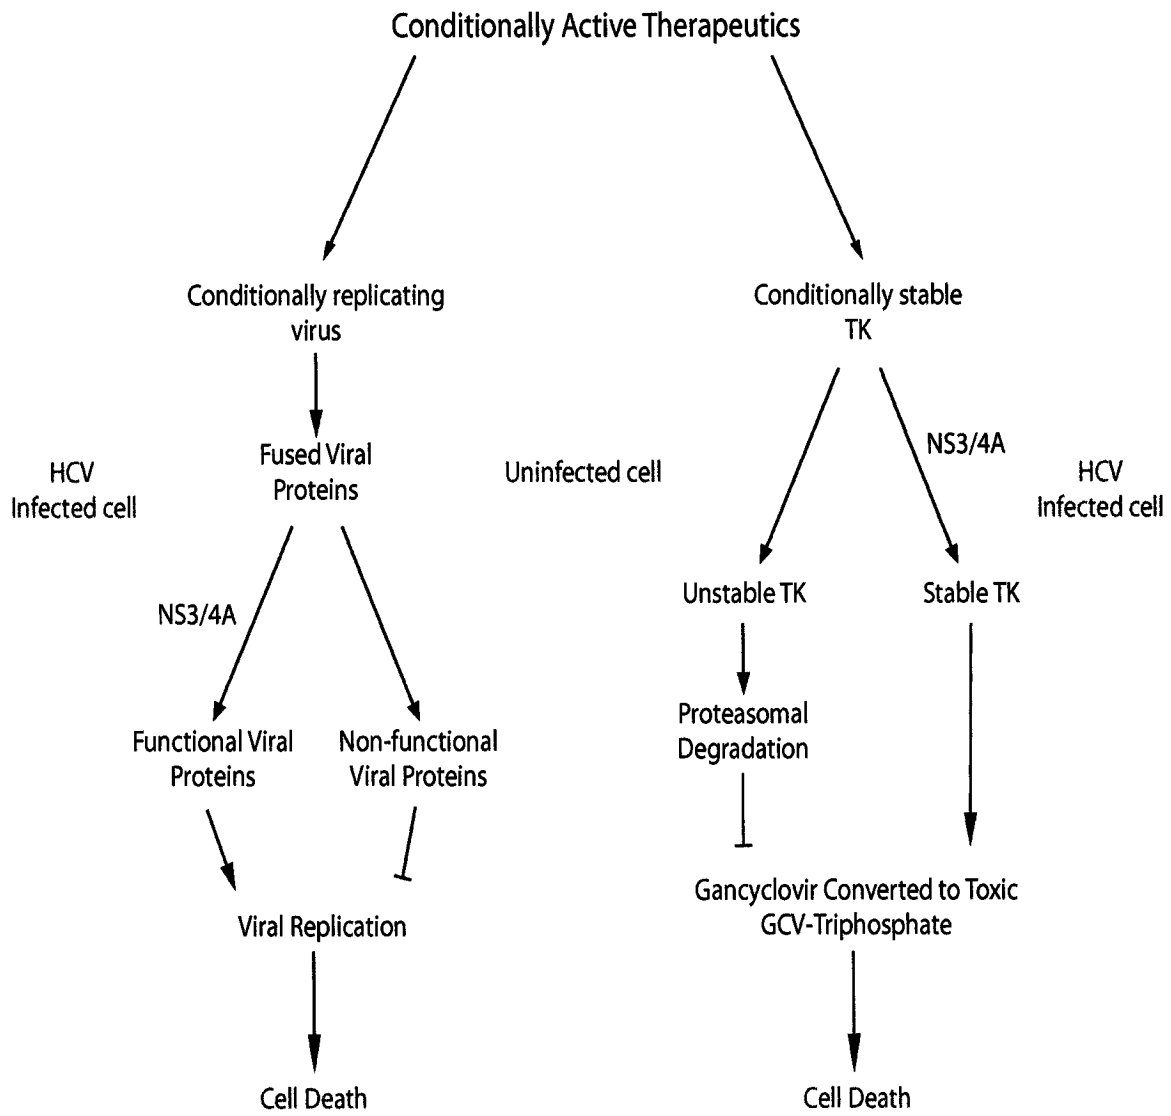 Conditionally Active Therapeutics
Conditionally replicating
virus
Conditionally stable
TK
HCV
Infected cell
Fused Viral
Proteins
Uninfected cell
NS3/4A
HCV
Infected cell
NS3/4A
Unstable TK
Stable TK
Functional Viral
Proteins
Non-functional
Viral Proteins
Proteasomal
Degradation
Viral Replication
Gancyclovir Converted to Toxic
GCV-Triphosphate
Cell Death
Cell Death